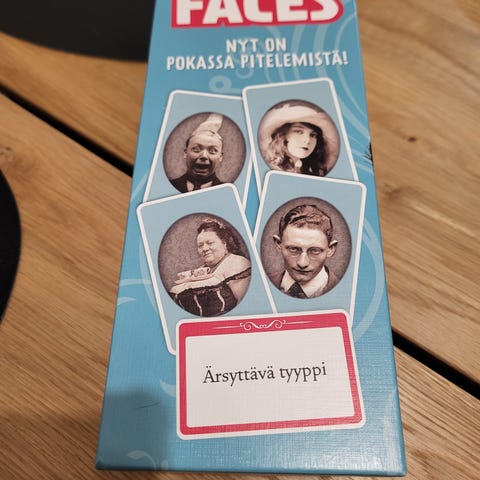 FACES
NYT ON
POKASSA PITELEMISTÄ!
Ärsyttävä tyyppi